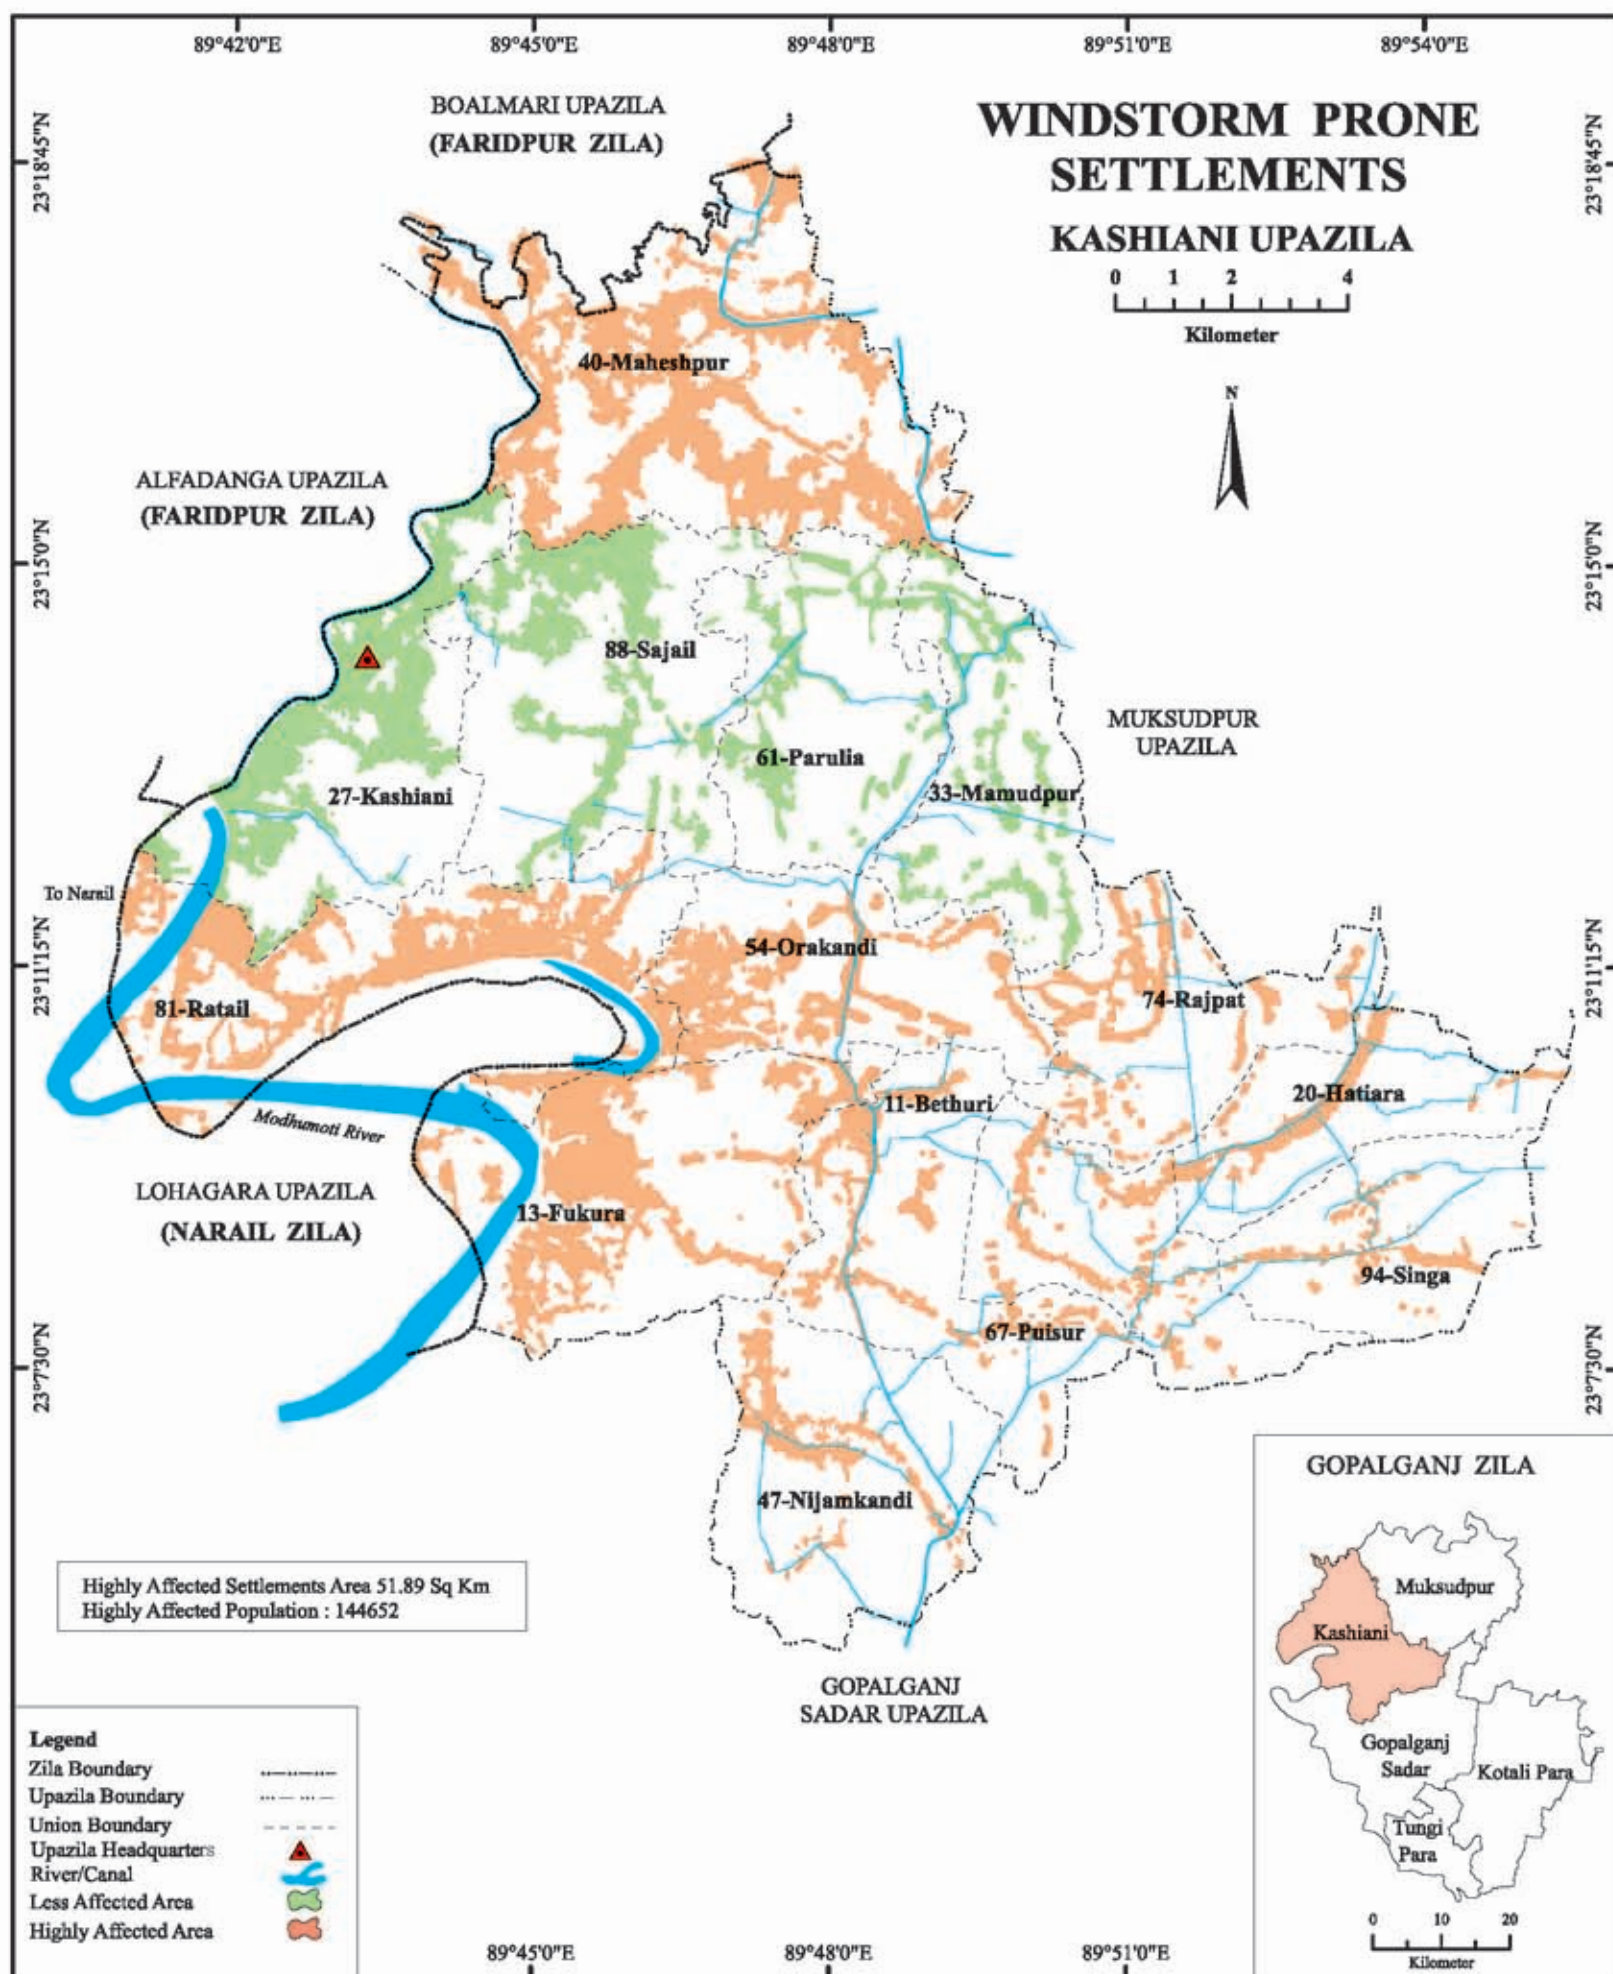 89°42'0"E
89°45'0"E
89°48'0"E
89°51'0"E
89°54'0"E
BOALMARI UPAZILA
(FARIDPUR ZILA)
WINDSTORM PRONE
SETTLEMENTS
KASHIANI UPAZILA
0 1 2 4
Kilometer
N
23°18'45"N
23°18'45"N
40-Maheshpur
ALFADANGA UPAZILA
(FARIDPUR ZILA)
23°15'0"N
23°15'0"N
88-Sajail
MUKSUDPUR
UPAZILA
61-Parulia
27-Kashiani
33-Mamudpur
To Narail
54-Orakandi
23°11'15"N
23°11'15"N
81-Ratail
74-Rajpat
20-Hatiara
11-Bethuri
Modhumoti River
LOHAGARA UPAZILA
(NARAIL ZILA)
13-Fukura
94-Singa
67-Puisur
23°7'30"N
23°7'30"N
47-Nijamkandi
Highly Affected Settlements Area 51.89 Sq Km
Highly Affected Population : 144652
GOPALGANJ
SADAR UPAZILA
GOPALGANJ ZILA
Muksudpur
Kashiani
Gopalganj
Sadar
Kotali Para
Tungi
Para
0 10 20
Kilometer
Legend
Zila Boundary
Upazila Boundary
Union Boundary
Upazila Headquarters
River/Canal
Less Affected Area
Highly Affected Area
89°45'0"E
89°48'0"E
89°51'0"E